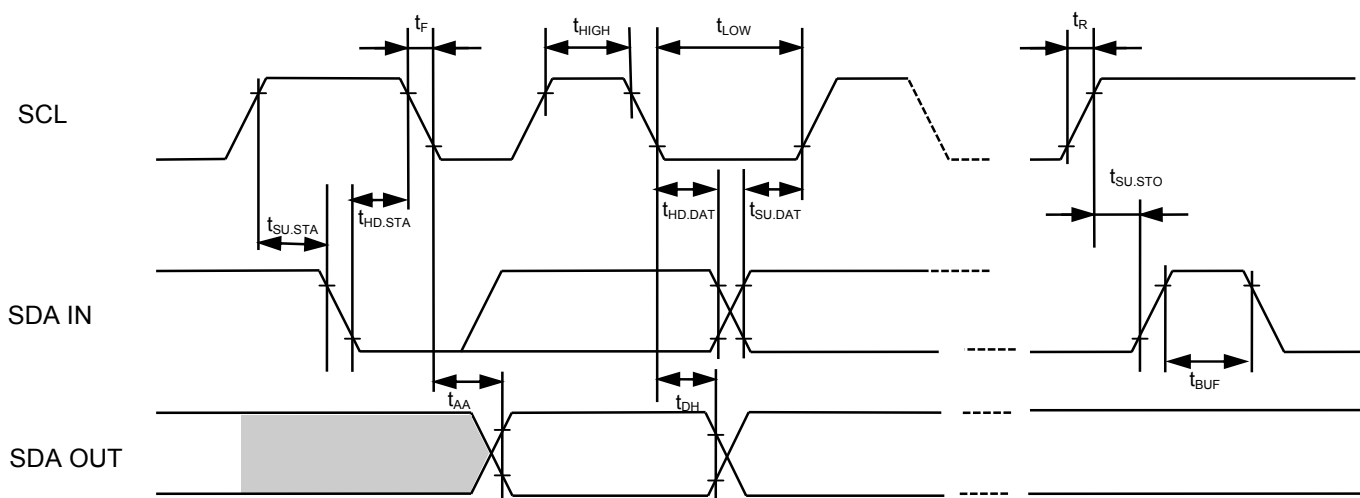 tF
tHIGH
tLOW
tR
SCL
tSU.STA
tHD.STA
tHD.DAT
tSU.DAT
tSU.STO
SDA IN
tBUF
tAA
tDH
SDA OUT